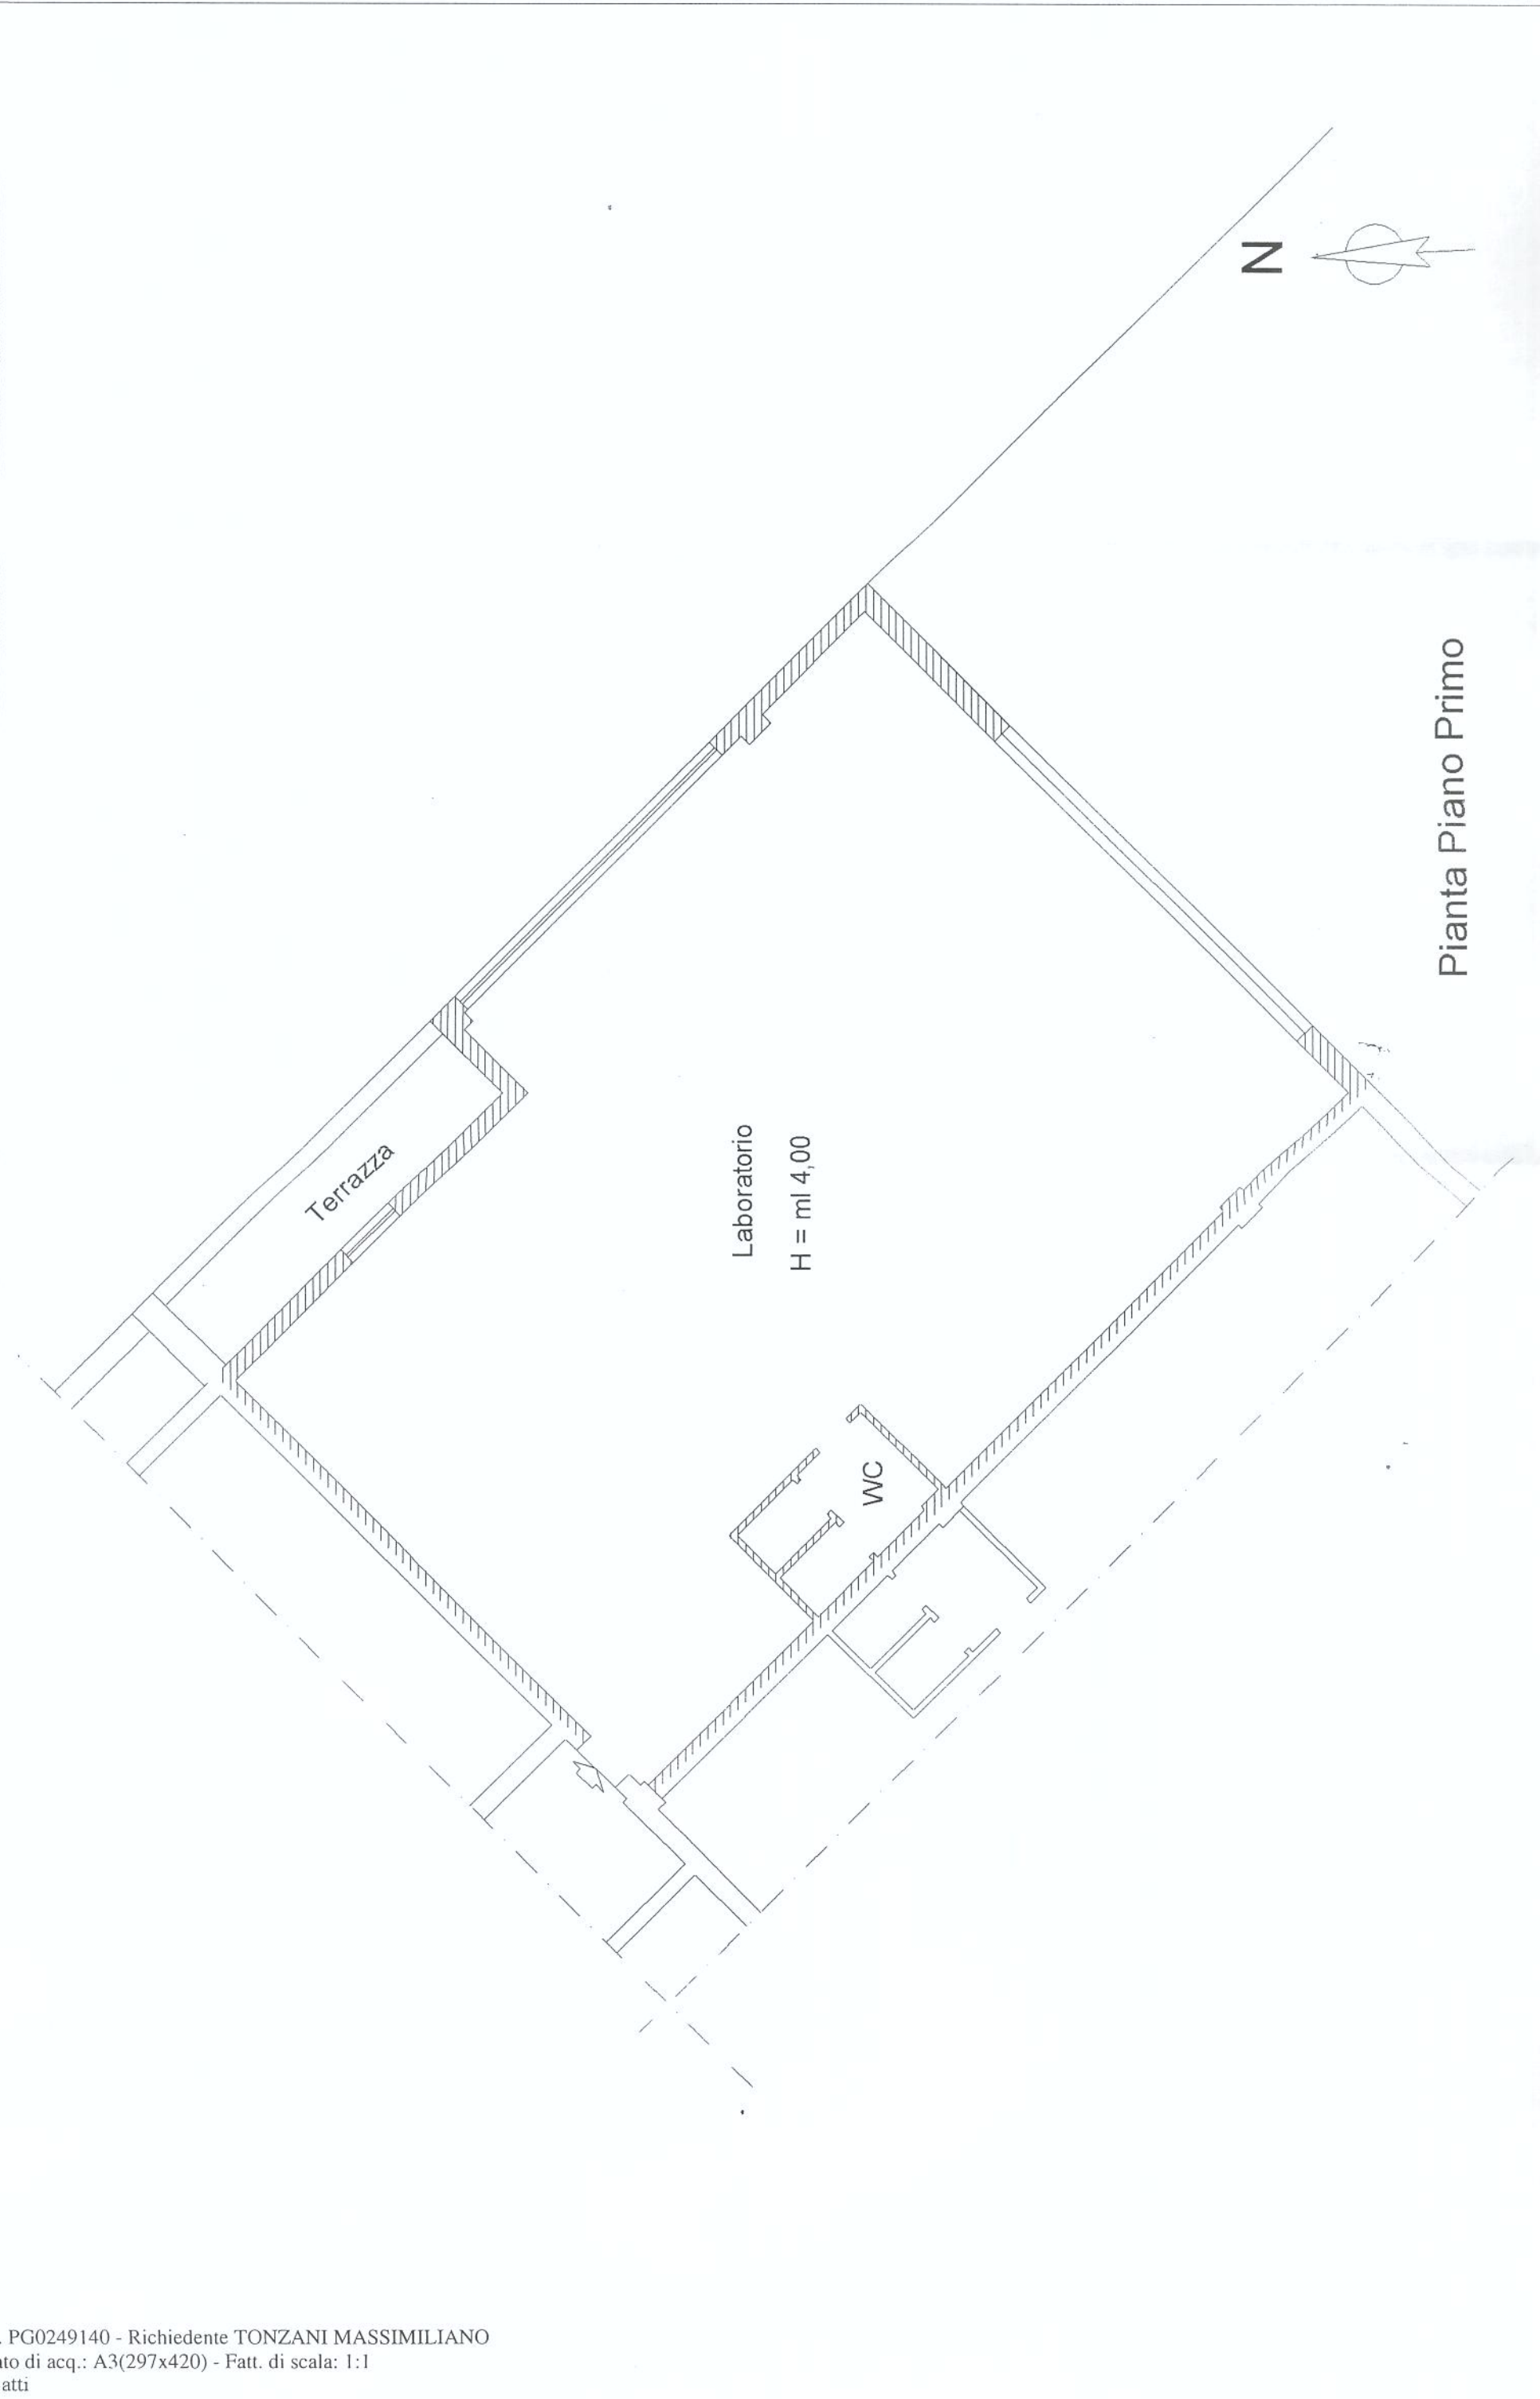 N
Pianta Piano Primo
Terrazza
Laboratorio
H = ml 4,00
WC
. PG0249140 - Richiedente TONZANI MASSIMILIANO
to di acq.: A3(297x420) - Fatt. di scala: 1:1
atti